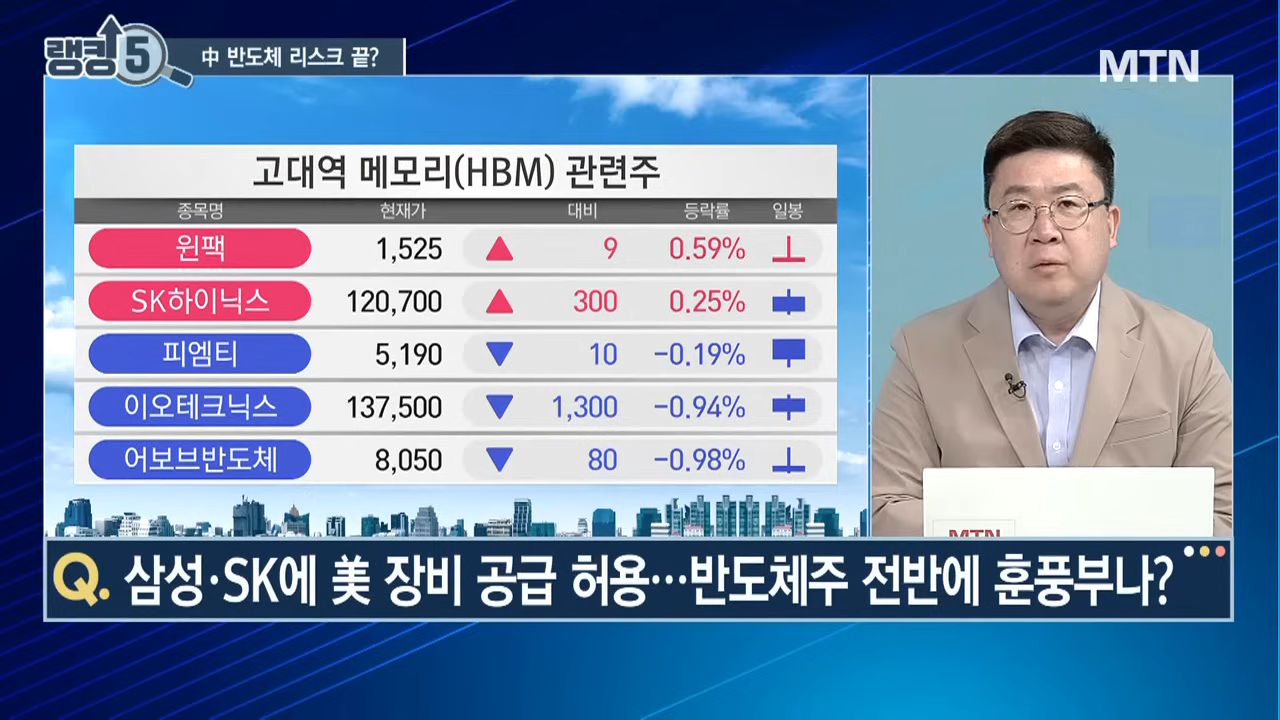 랭킹5 中 반도체 리스크 끝?
MTN
고대역 메모리(HBM) 관련주
종목명 현재가 대비 등락률 일봉
윈팩 1,525 ▲ 9 0.59%
SK하이닉스 120,700 ▲ 300 0.25%
피엠티 5,190 ▼ 10 -0.19%
이오테크닉스 137,500 ▼ 1,300 -0.94%
어보브반도체 8,050 ▼ 80 -0.98%
MTN
Q. 삼성·SK에 美 장비 공급 허용…반도체주 전반에 훈풍부나?